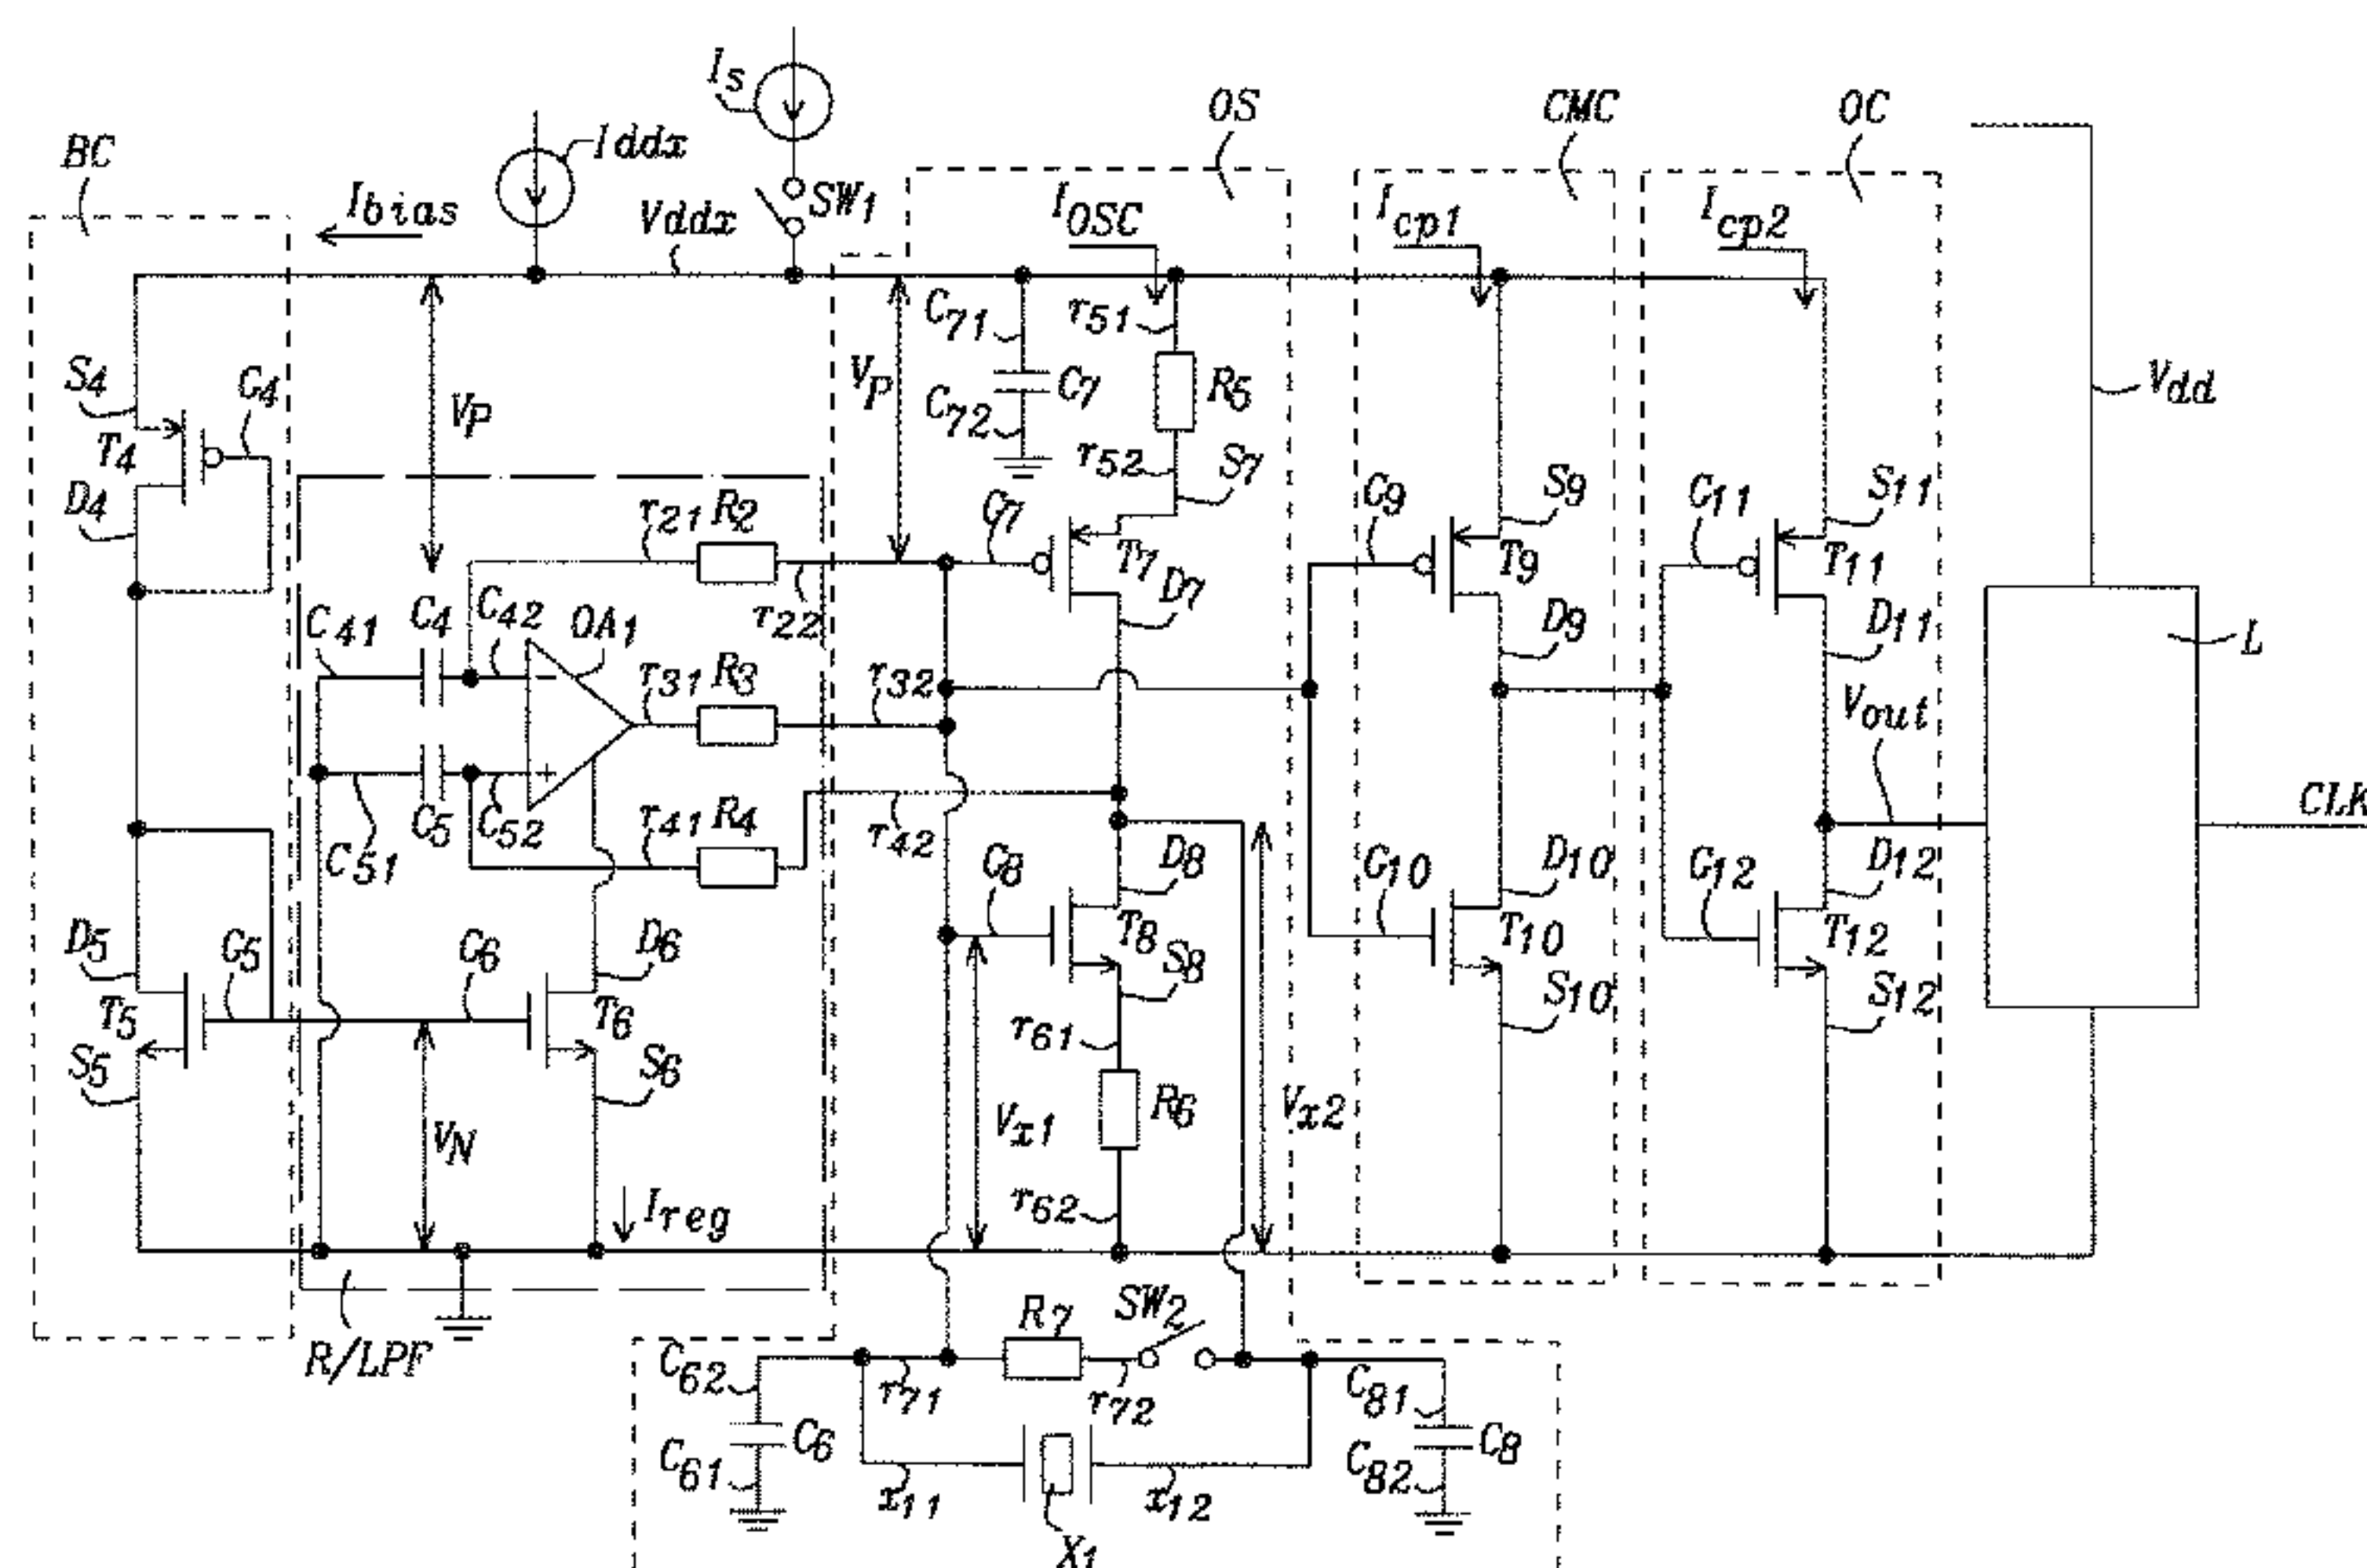 BC
Ibias
Iddx
Is
SW1
Vddx
OS
IOSC
CMC
Icp1
OC
Icp2
Vdd
S4
G4
T4
D4
VP
VP
C71
C7
C72
r51
R5
r52
S7
G7
T7
D7
r21 R2
r22
C41
C4
C42
OA1
−
+
r31 R3
r32
C51
C5
C52
r41 R4
r42
G9
S9
T9
D9
G11
S11
T11
D11
L
Vout
CLK
D5
G5
T5
S5
G6
D6
T6
S6
VN
Ireg
G8
D8
T8
S8
r61
R6
r62
Vx1
Vx2
G10
D10
T10
S10
G12
D12
T12
S12
R/LPF
R7
SW2
r71
r72
C62
C6
C61
x11
x12
X1
C81
C8
C82